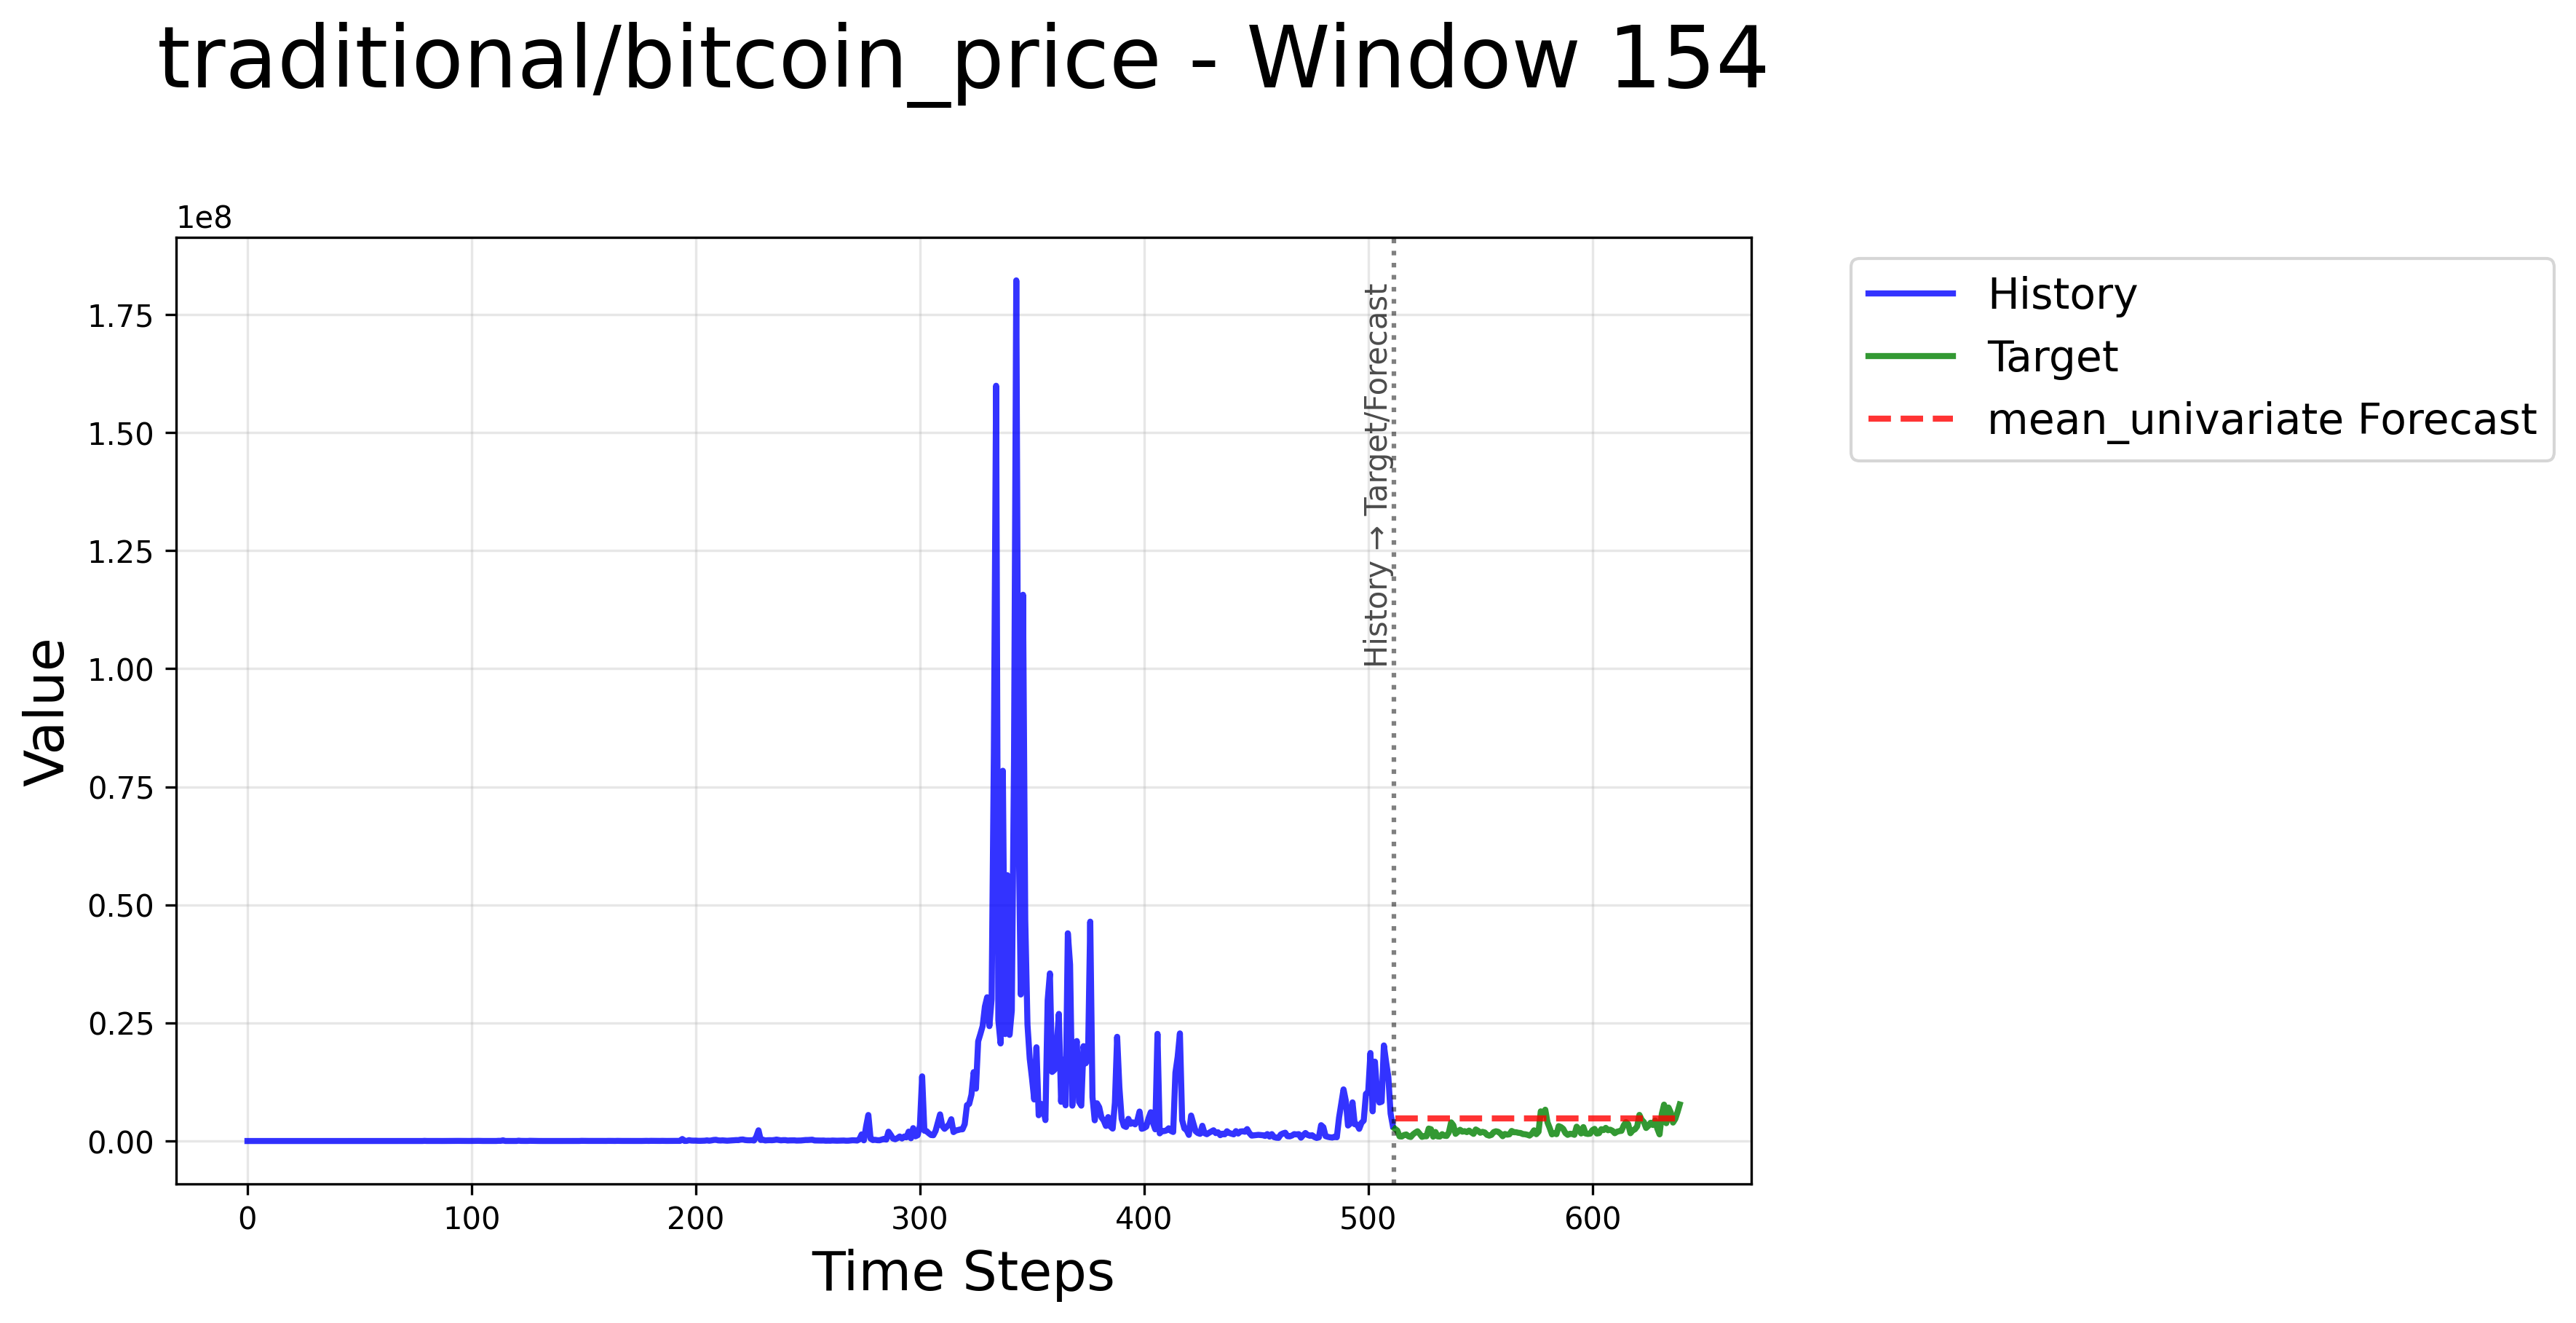 traditional/bitcoin_price - Window 154
1e8
1.75
1.50
1.25
1.00
0.75
0.50
0.25
0.00
Value
0
100
200
300
400
500
600
Time Steps
History → Target/Forecast
History
Target
mean_univariate Forecast